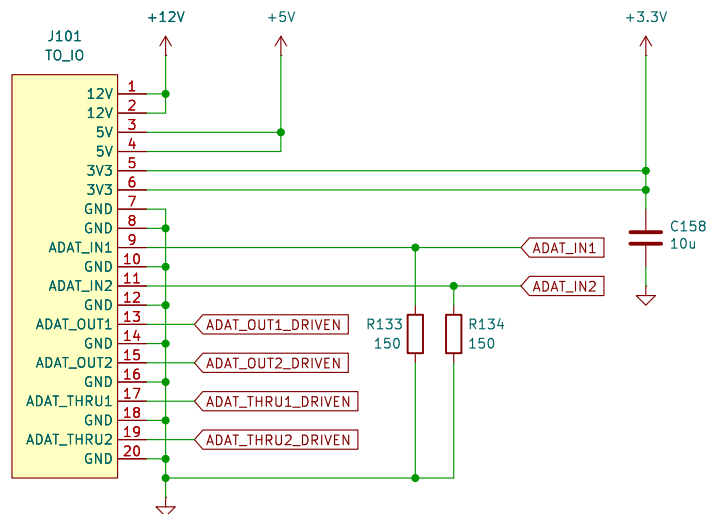 +12V
+5V
+3.3V
J101
TO_IO
12V 1
12V 2
5V 3
5V 4
3V3 5
3V3 6
GND 7
GND 8
C158
10u
ADAT_IN1 9 ADAT_IN1
GND 10
ADAT_IN2 11 ADAT_IN2
GND 12
ADAT_OUT1 13 ADAT_OUT1_DRIVEN
R133
150
R134
150
GND 14
ADAT_OUT2 15 ADAT_OUT2_DRIVEN
GND 16
ADAT_THRU1 17 ADAT_THRU1_DRIVEN
GND 18
ADAT_THRU2 19 ADAT_THRU2_DRIVEN
GND 20